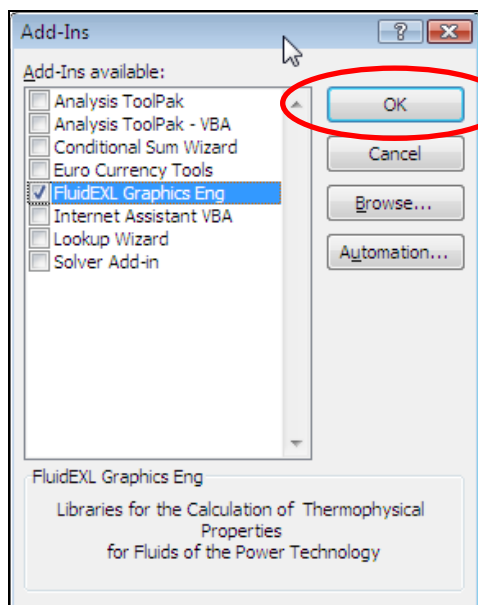 Add-Ins
Add-Ins available:
Analysis ToolPak
Analysis ToolPak - VBA
Conditional Sum Wizard
Euro Currency Tools
FluidEXL Graphics Eng
Internet Assistant VBA
Lookup Wizard
Solver Add-in
OK
Cancel
Browse...
Automation...
FluidEXL Graphics Eng
Libraries for the Calculation of Thermophysical
Properties
for Fluids of the Power Technology